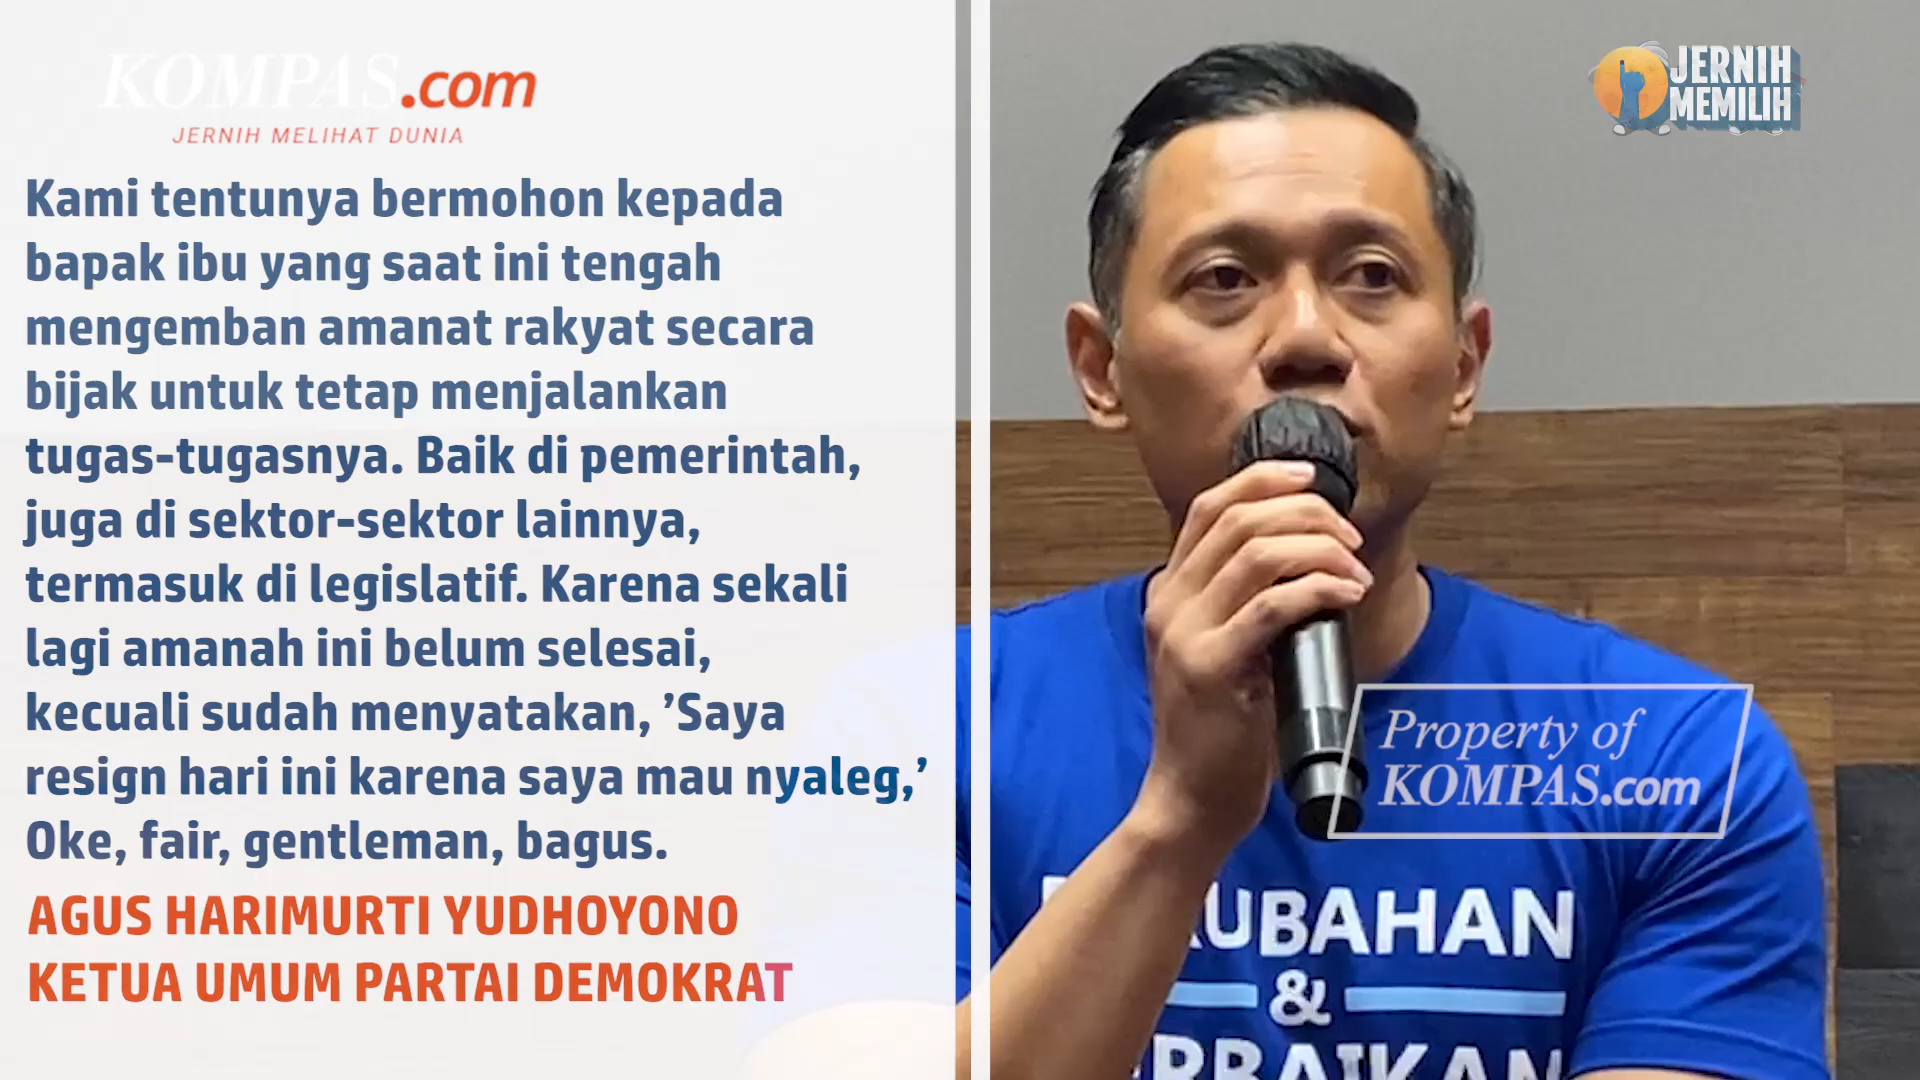 KOMPAS.com
JERNIH MELIHAT DUNIA
Kami tentunya bermohon kepada
bapak ibu yang saat ini tengah
mengemban amanat rakyat secara
bijak untuk tetap menjalankan
tugas-tugasnya. Baik di pemerintah,
juga di sektor-sektor lainnya,
termasuk di legislatif. Karena sekali
lagi amanah ini belum selesai,
kecuali sudah menyatakan, ’Saya
resign hari ini karena saya mau nyaleg,’
Oke, fair, gentleman, bagus.
AGUS HARIMURTI YUDHOYONO
KETUA UMUM PARTAI DEMOKRAT
JERNIH
MEMILIH
Property of
KOMPAS.com
RUBAHAN
&
RBAIKAN